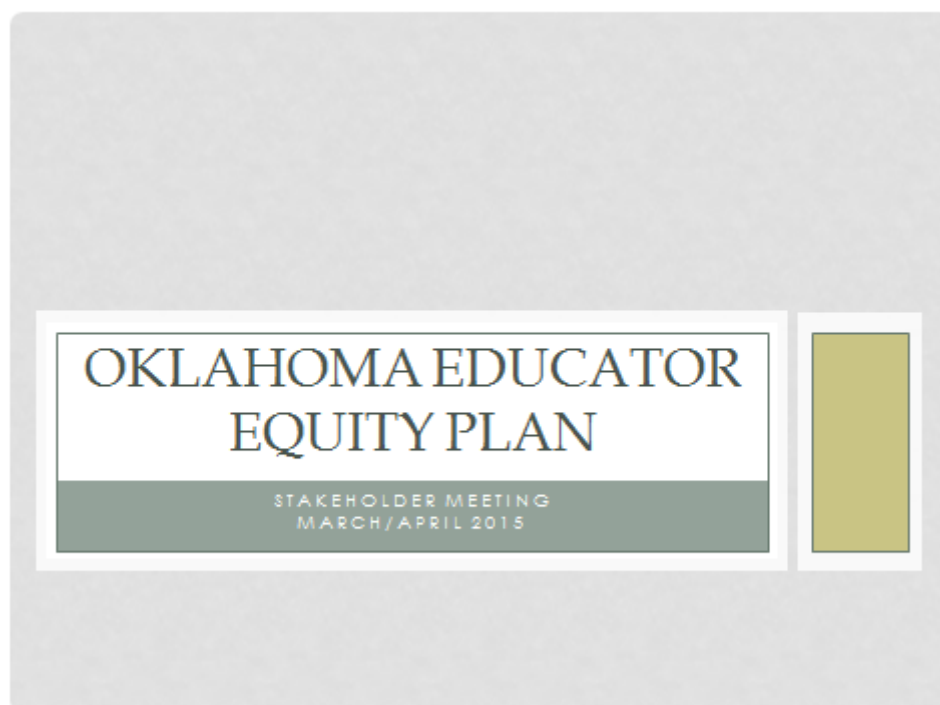 OKLAHOMA EDUCATOR
EQUITY PLAN
STAKEHOLDER MEETING
MARCH/APRIL 2015